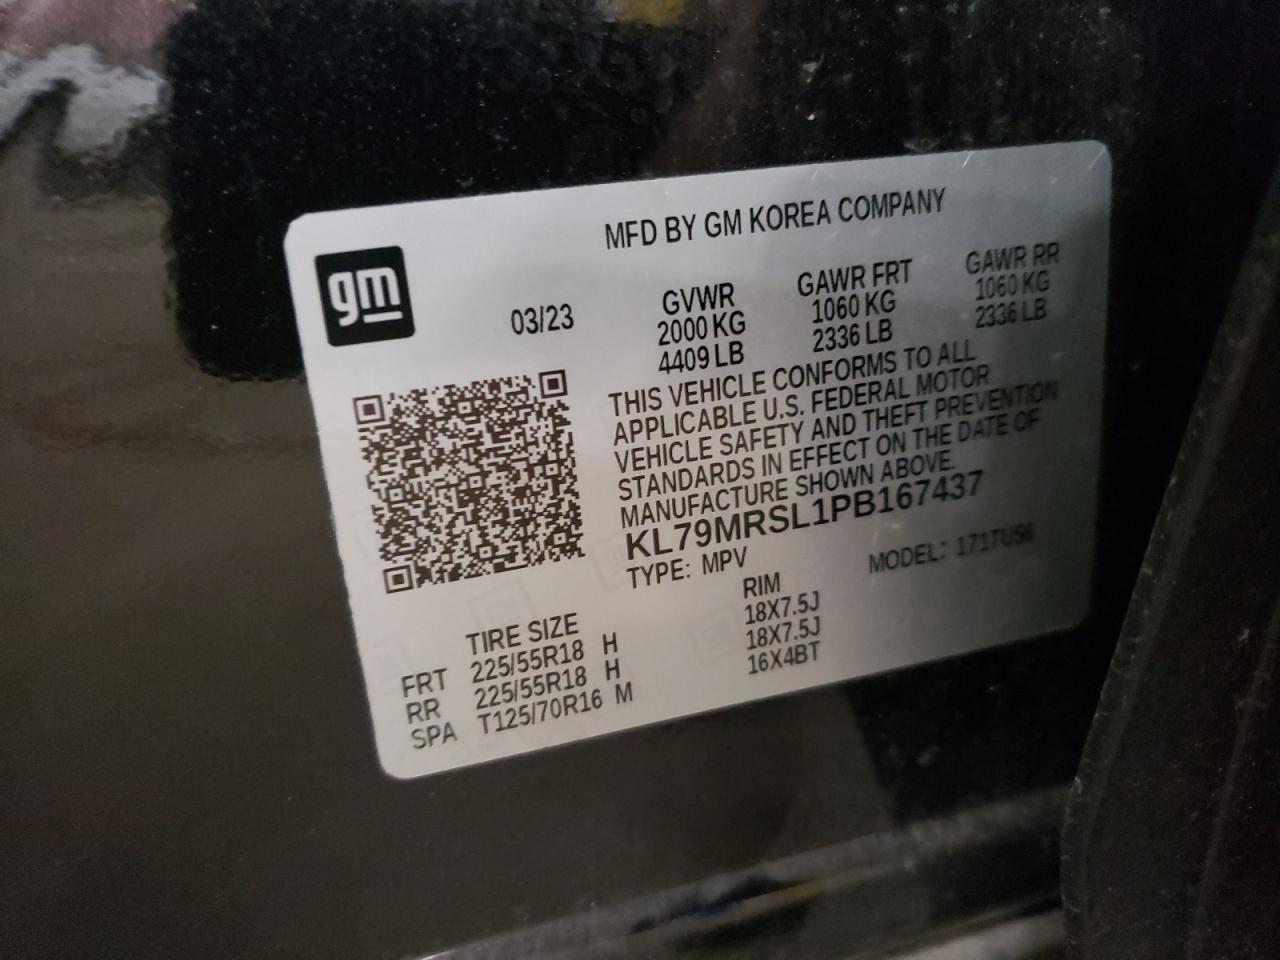 MFD BY GM KOREA COMPANY
gm
03/23
GVWR GAWR FRT GAWR RR
2000 KG 1060 KG 1060 KG
4409 LB 2336 LB 2336 LB
THIS VEHICLE CONFORMS TO ALL
APPLICABLE U.S. FEDERAL MOTOR
VEHICLE SAFETY AND THEFT PREVENTION
STANDARDS IN EFFECT ON THE DATE OF
MANUFACTURE SHOWN ABOVE.
KL79MRSL1PB167437
TYPE: MPV MODEL: 171TU56
TIRE SIZE RIM
FRT 225/55R18 H 18X7.5J
RR 225/55R18 H 18X7.5J
SPA T125/70R16 M 16X4BT